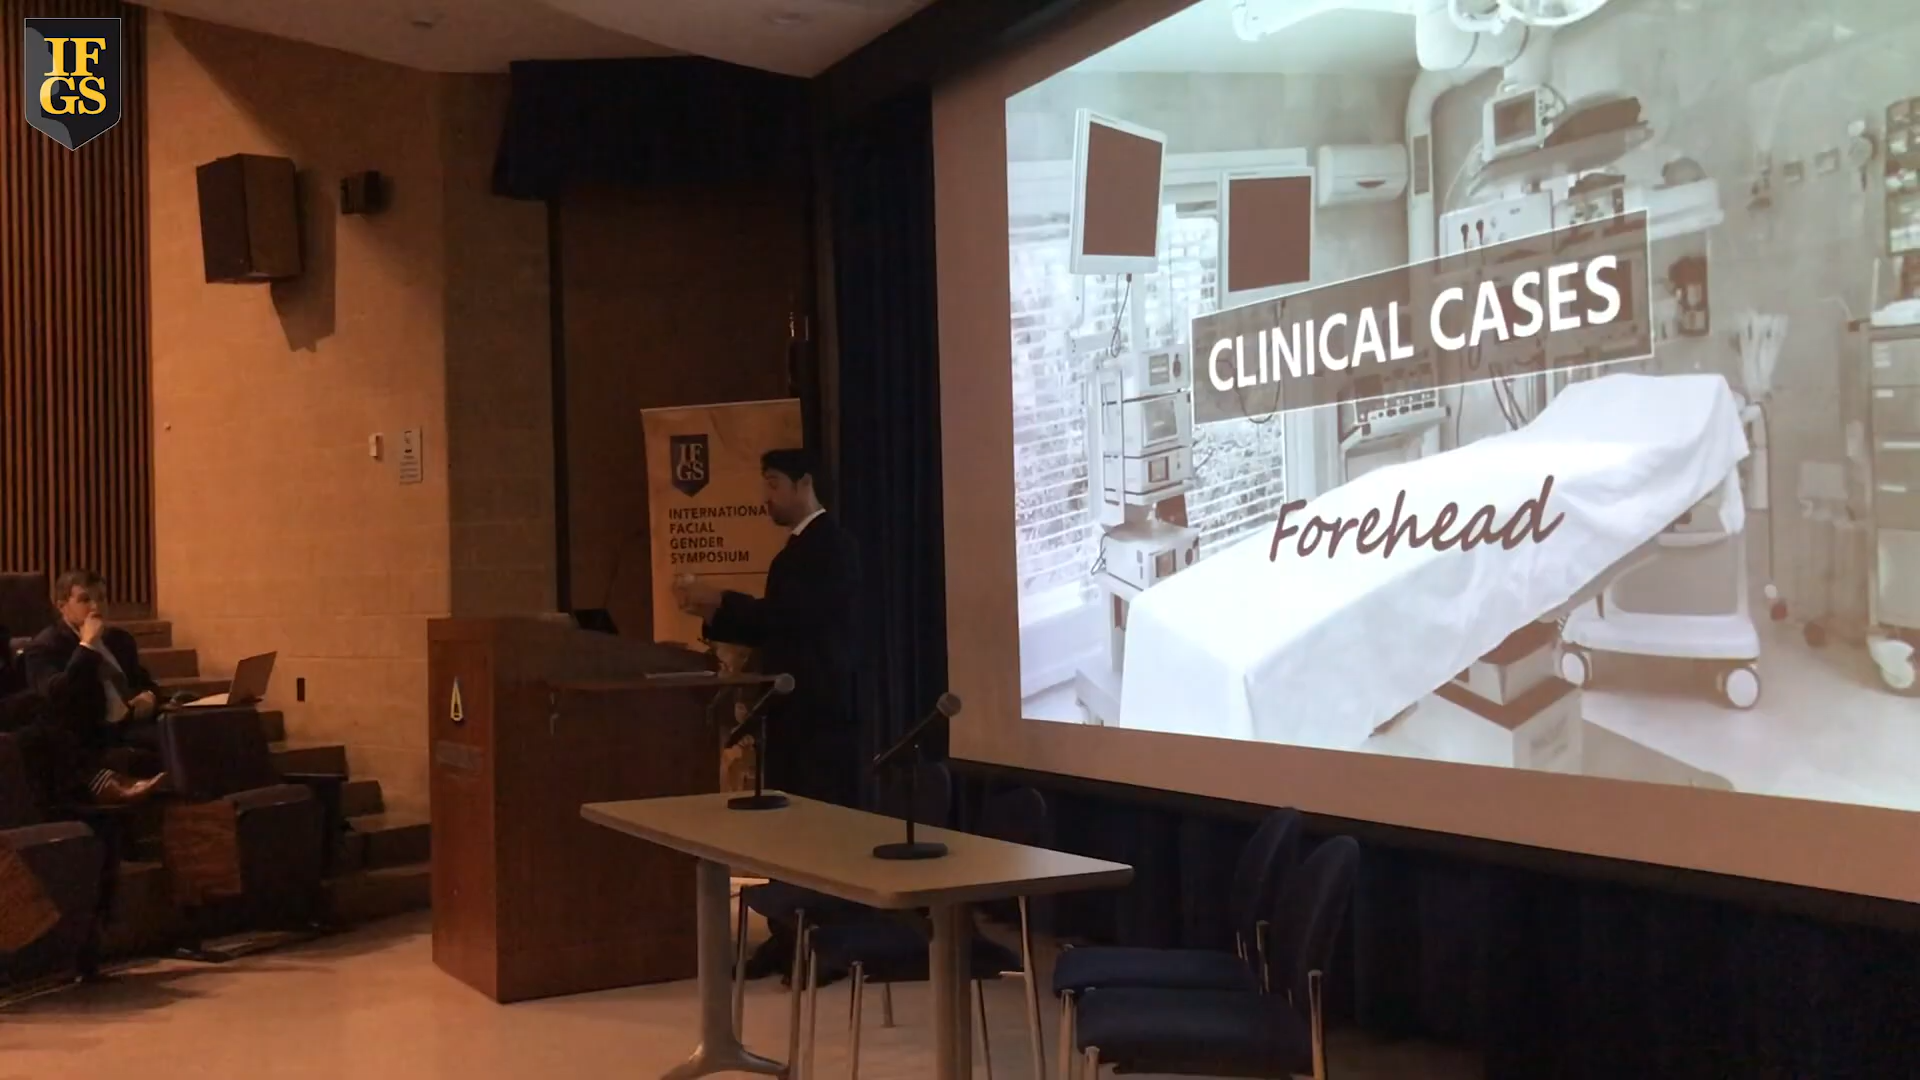 IF
GS
CLINICAL CASES
Forehead
IF
GS
INTERNATIONAL
FACIAL
GENDER
SYMPOSIUM